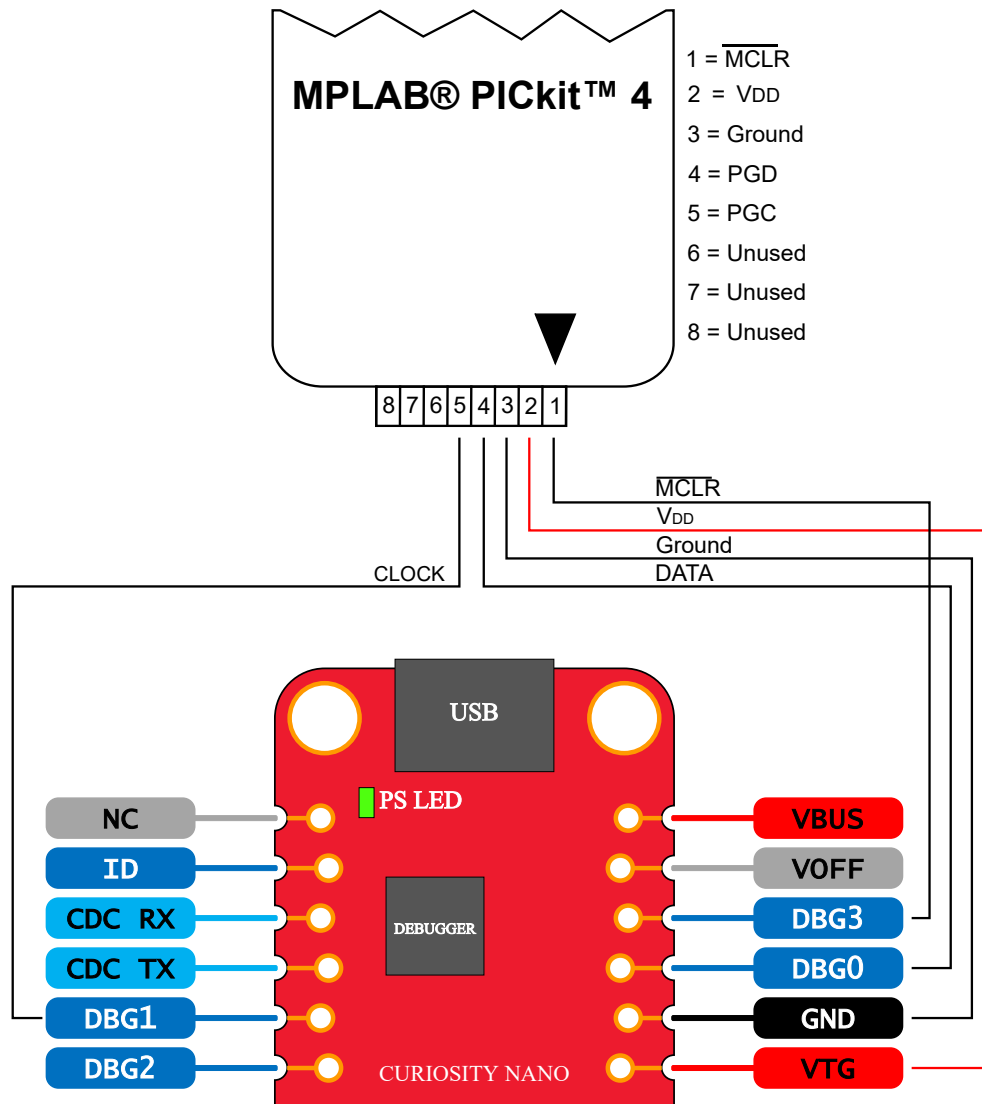 MPLAB® PICkit™ 4
1 = MCLR
2 = VDD
3 = Ground
4 = PGD
5 = PGC
6 = Unused
7 = Unused
8 = Unused
8 7 6 5 4 3 2 1
MCLR
VDD
Ground
CLOCK
DATA
USB
PS LED
DEBUGGER
CURIOSITY NANO
NC
ID
CDC RX
CDC TX
DBG1
DBG2
VBUS
VOFF
DBG3
DBG0
GND
VTG